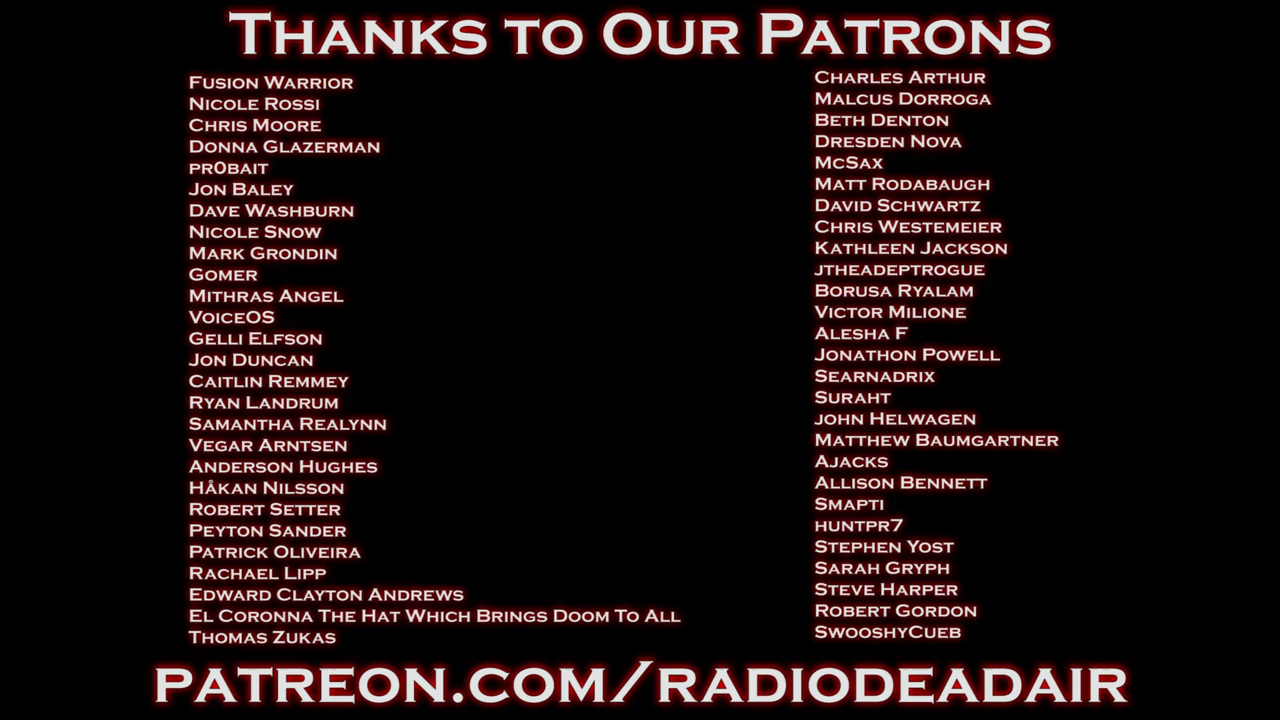 Thanks to Our Patrons
Fusion Warrior
Nicole Rossi
Chris Moore
Donna Glazerman
pr0bait
Jon Baley
Dave Washburn
Nicole Snow
Mark Grondin
Gomer
Mithras Angel
VoiceOS
Gelli Elfson
Jon Duncan
Caitlin Remmey
Ryan Landrum
Samantha Realynn
Vegar Arntsen
Anderson Hughes
Håkan Nilsson
Robert Setter
Peyton Sander
Patrick Oliveira
Rachael Lipp
Edward Clayton Andrews
El Coronna The Hat Which Brings Doom To All
Thomas Zukas
Charles Arthur
Malcus Dorroga
Beth Denton
Dresden Nova
McSax
Matt Rodabaugh
David Schwartz
Chris Westemeier
Kathleen Jackson
jtheadeptrogue
Borusa Ryalam
Victor Milione
Alesha F
Jonathon Powell
Searnadrix
Suraht
john Helwagen
Matthew Baumgartner
Ajacks
Allison Bennett
Smapti
huntpr7
Stephen Yost
Sarah Gryph
Steve Harper
Robert Gordon
SwooshyCueb
patreon.com/radiodeadair